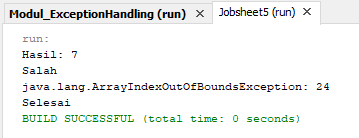 Modul_ExceptionHandling (run) × Jobsheet5 (run) ×
run:
Hasil: 7
Salah
java.lang.ArrayIndexOutOfBoundsException: 24
Selesai
BUILD SUCCESSFUL (total time: 0 seconds)